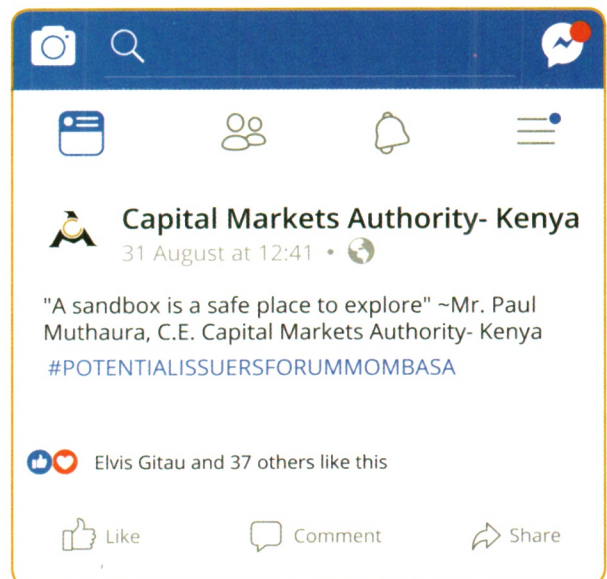 Capital Markets Authority- Kenya
31 August at 12:41 •
"A sandbox is a safe place to explore" ~Mr. Paul
Muthaura, C.E. Capital Markets Authority- Kenya
#POTENTIALISSUERSFORUMMOMBASA
Elvis Gitau and 37 others like this
Like
Comment
Share